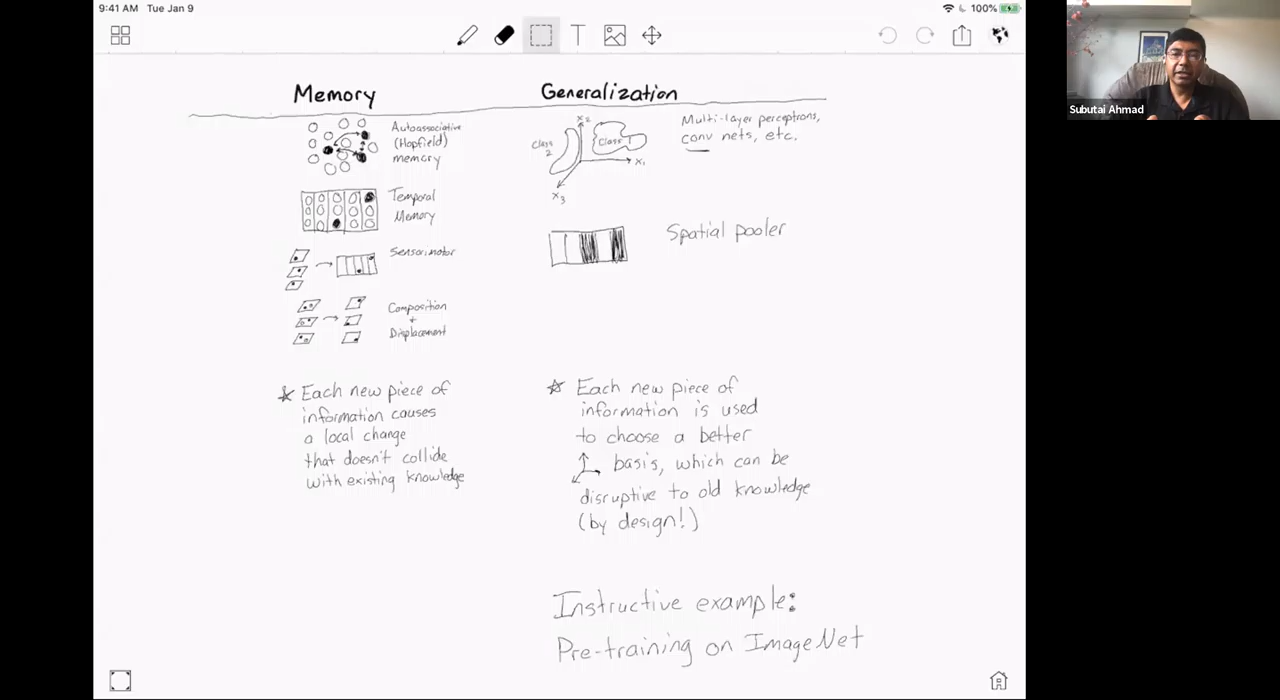 9:41 AM Tue Jan 9
100%
Subutai Ahmad
Memory
Autoassociative
(Hopfield)
memory
Temporal
Memory
Sensorimotor
Composition
+
Displacement
* Each new piece of
information causes
a local change
that doesn't collide
with existing knowledge
Generalization
x2
Class
2
Class 1
x1
x3
Multi-layer perceptrons,
conv nets, etc.
Spatial pooler
☆ Each new piece of
information is used
to choose a better
basis, which can be
disruptive to old knowledge
(by design!)
Instructive example:
Pre-training on ImageNet
T